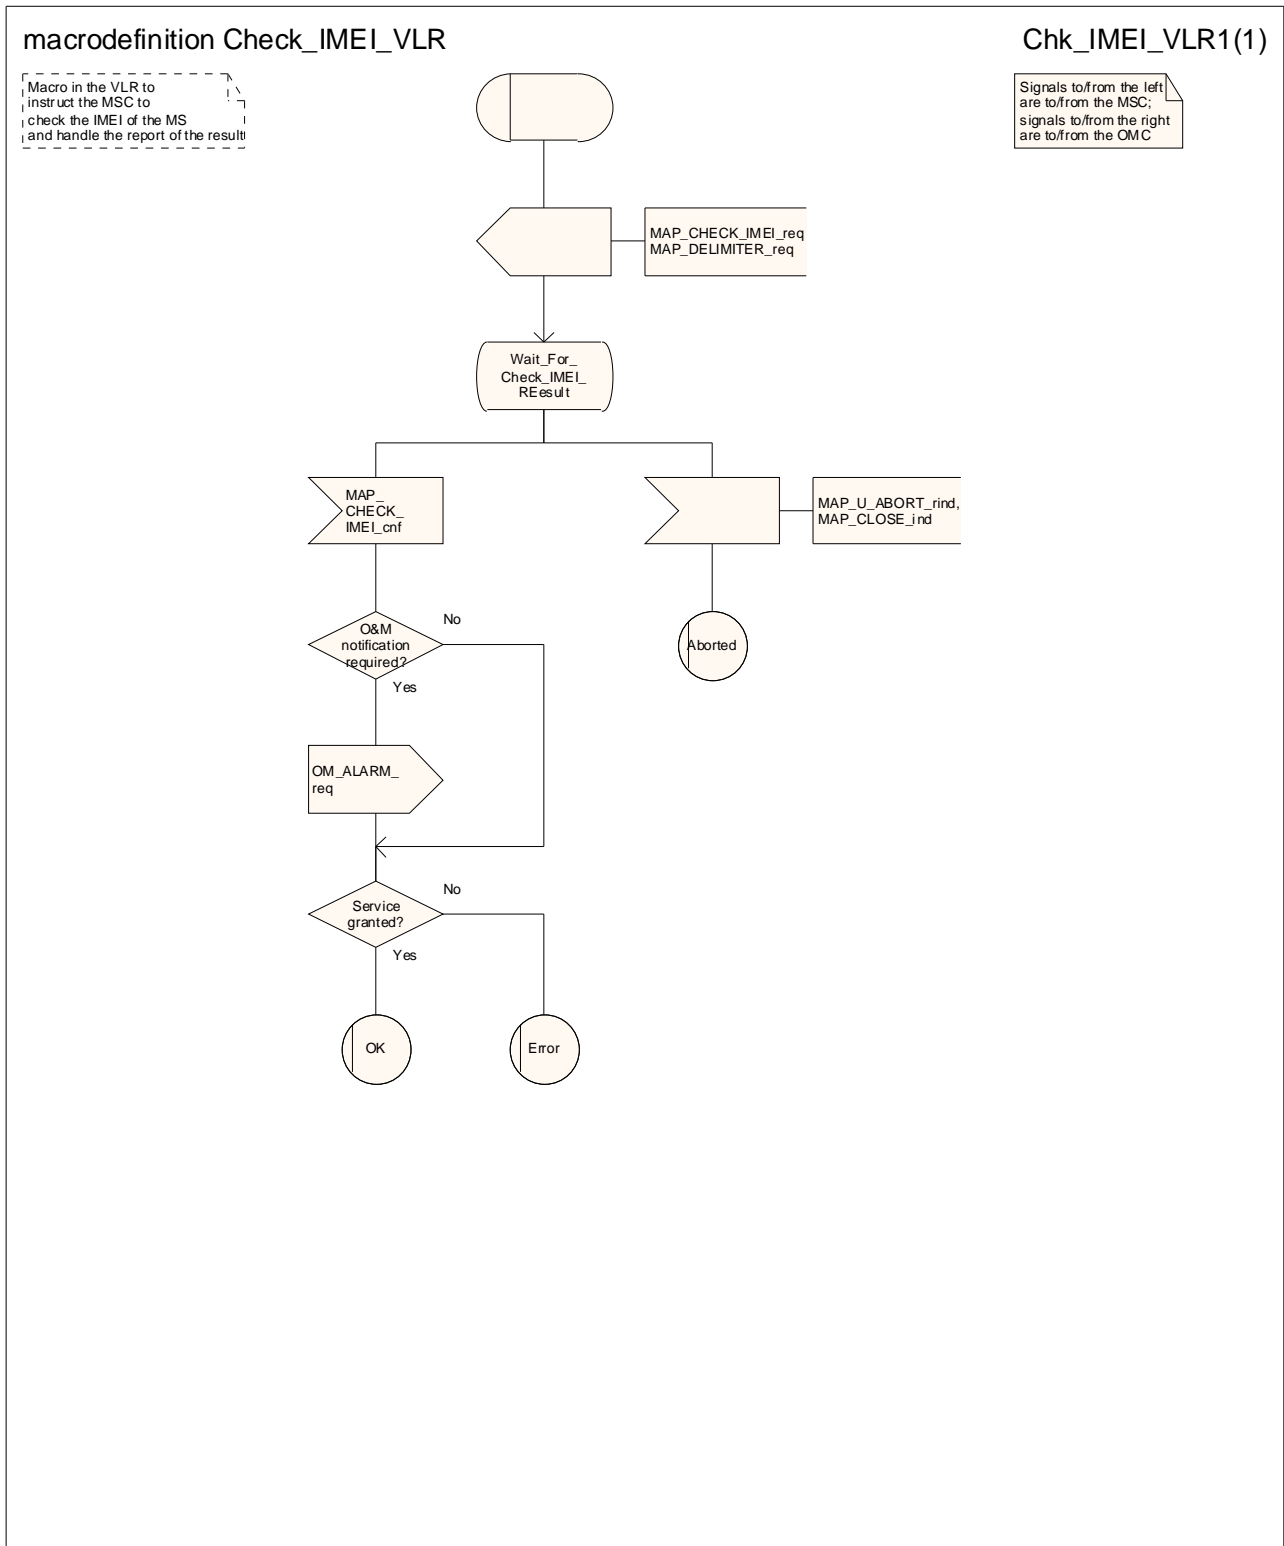 macrodefinition Check_IMEI_VLR
Chk_IMEI_VLR1(1)
Macro in the VLR to
instruct the MSC to
check the IMEI of the MS
and handle the report of the result
Signals to/from the left
are to/from the MSC;
signals to/from the right
are to/from the OMC
MAP_CHECK_IMEI_req
MAP_DELIMITER_req
Wait_For_
Check_IMEI_
REesult
MAP_
CHECK_
IMEI_cnf
MAP_U_ABORT_rind,
MAP_CLOSE_ind
O&M
notification
required?
No
Yes
Aborted
OM_ALARM_
req
Service
granted?
No
Yes
OK
Error